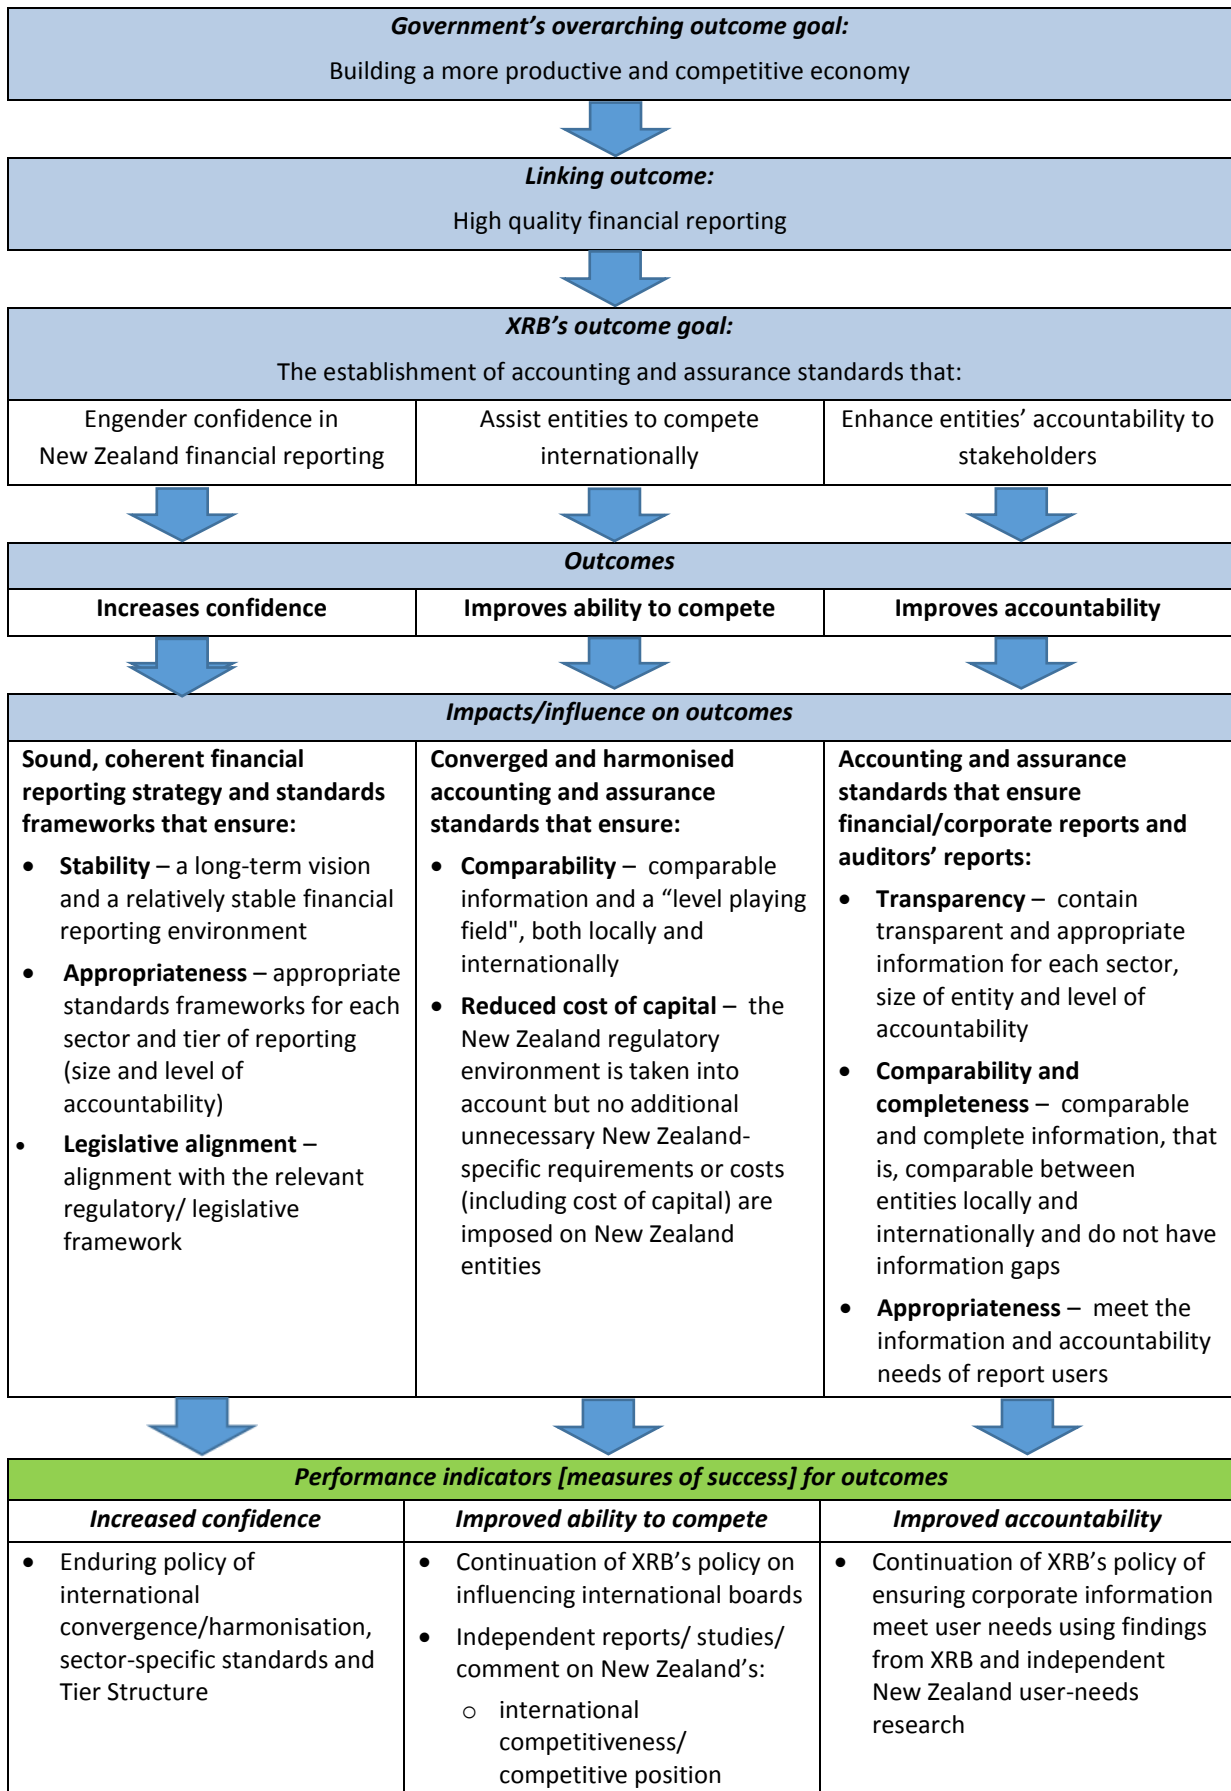 Government’s overarching outcome goal:
Building a more productive and competitive economy
Linking outcome:
High quality financial reporting
XRB’s outcome goal:
The establishment of accounting and assurance standards that:
Engender confidence in
New Zealand financial reporting
Assist entities to compete
internationally
Enhance entities’ accountability to
stakeholders
Outcomes
Increases confidence
Improves ability to compete
Improves accountability
Impacts/influence on outcomes
Sound, coherent financial
reporting strategy and standards
frameworks that ensure:
• Stability – a long-term vision
and a relatively stable financial
reporting environment
• Appropriateness – appropriate
standards frameworks for each
sector and tier of reporting
(size and level of
accountability)
• Legislative alignment –
alignment with the relevant
regulatory/ legislative
framework
Converged and harmonised
accounting and assurance
standards that ensure:
• Comparability – comparable
information and a “level playing
field", both locally and
internationally
• Reduced cost of capital – the
New Zealand regulatory
environment is taken into
account but no additional
unnecessary New Zealand-
specific requirements or costs
(including cost of capital) are
imposed on New Zealand
entities
Accounting and assurance
standards that ensure
financial/corporate reports and
auditors’ reports:
• Transparency – contain
transparent and appropriate
information for each sector,
size of entity and level of
accountability
• Comparability and
completeness – comparable
and complete information, that
is, comparable between
entities locally and
internationally and do not have
information gaps
• Appropriateness – meet the
information and accountability
needs of report users
Performance indicators [measures of success] for outcomes
Increased confidence
Improved ability to compete
Improved accountability
• Enduring policy of
international
convergence/harmonisation,
sector-specific standards and
Tier Structure
• Continuation of XRB’s policy on
influencing international boards
• Independent reports/ studies/
comment on New Zealand’s:
o international
competitiveness/
competitive position
• Continuation of XRB’s policy of
ensuring corporate information
meet user needs using findings
from XRB and independent
New Zealand user-needs
research